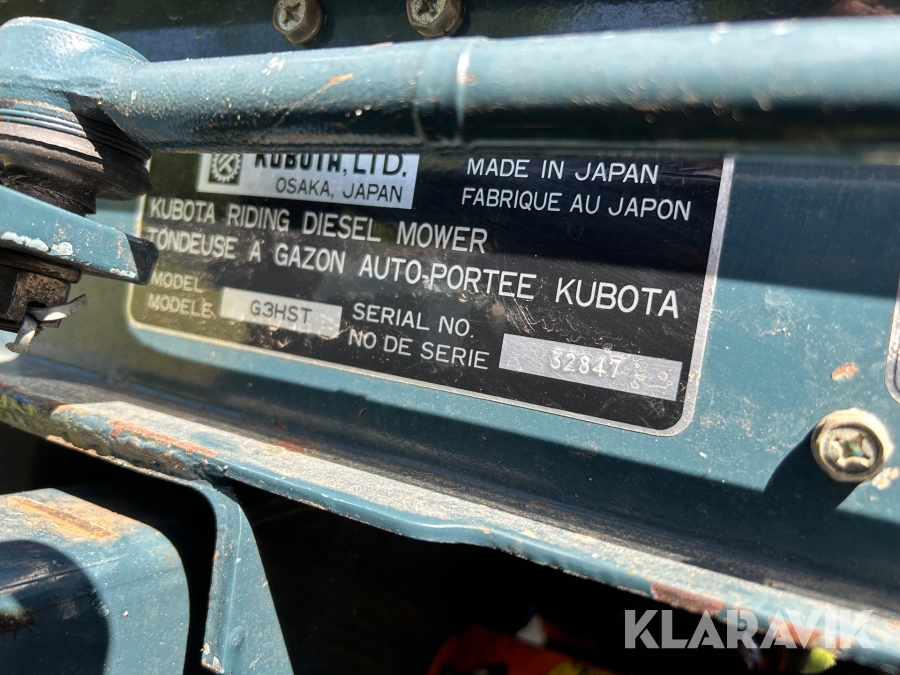 KUBOTA, LTD.
OSAKA, JAPAN
MADE IN JAPAN
FABRIQUE AU JAPON
KUBOTA RIDING DIESEL MOWER
TONDEUSE A GAZON AUTO-PORTEE KUBOTA
MODEL
MODELE
G3HST
SERIAL NO.
NO DE SERIE
32847
KLARAVIK